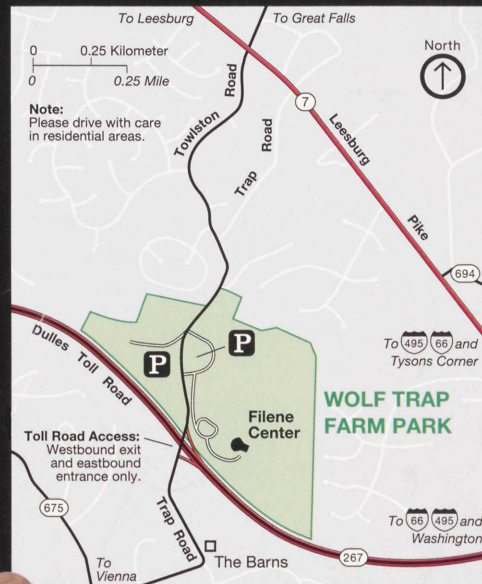 To Leesburg
To Great Falls
0 0.25 Kilometer
0 0.25 Mile
North
Note:
Please drive with care
in residential areas.
Towlston Road
Trap Road
7
Leesburg Pike
694
To 495 66 and
Tysons Corner
Dulles Toll Road
P
P
WOLF TRAP
FARM PARK
Filene
Center
Toll Road Access:
Westbound exit
and eastbound
entrance only.
675
Trap Road
To 66 495 and
Washington
To
Vienna
The Barns
267